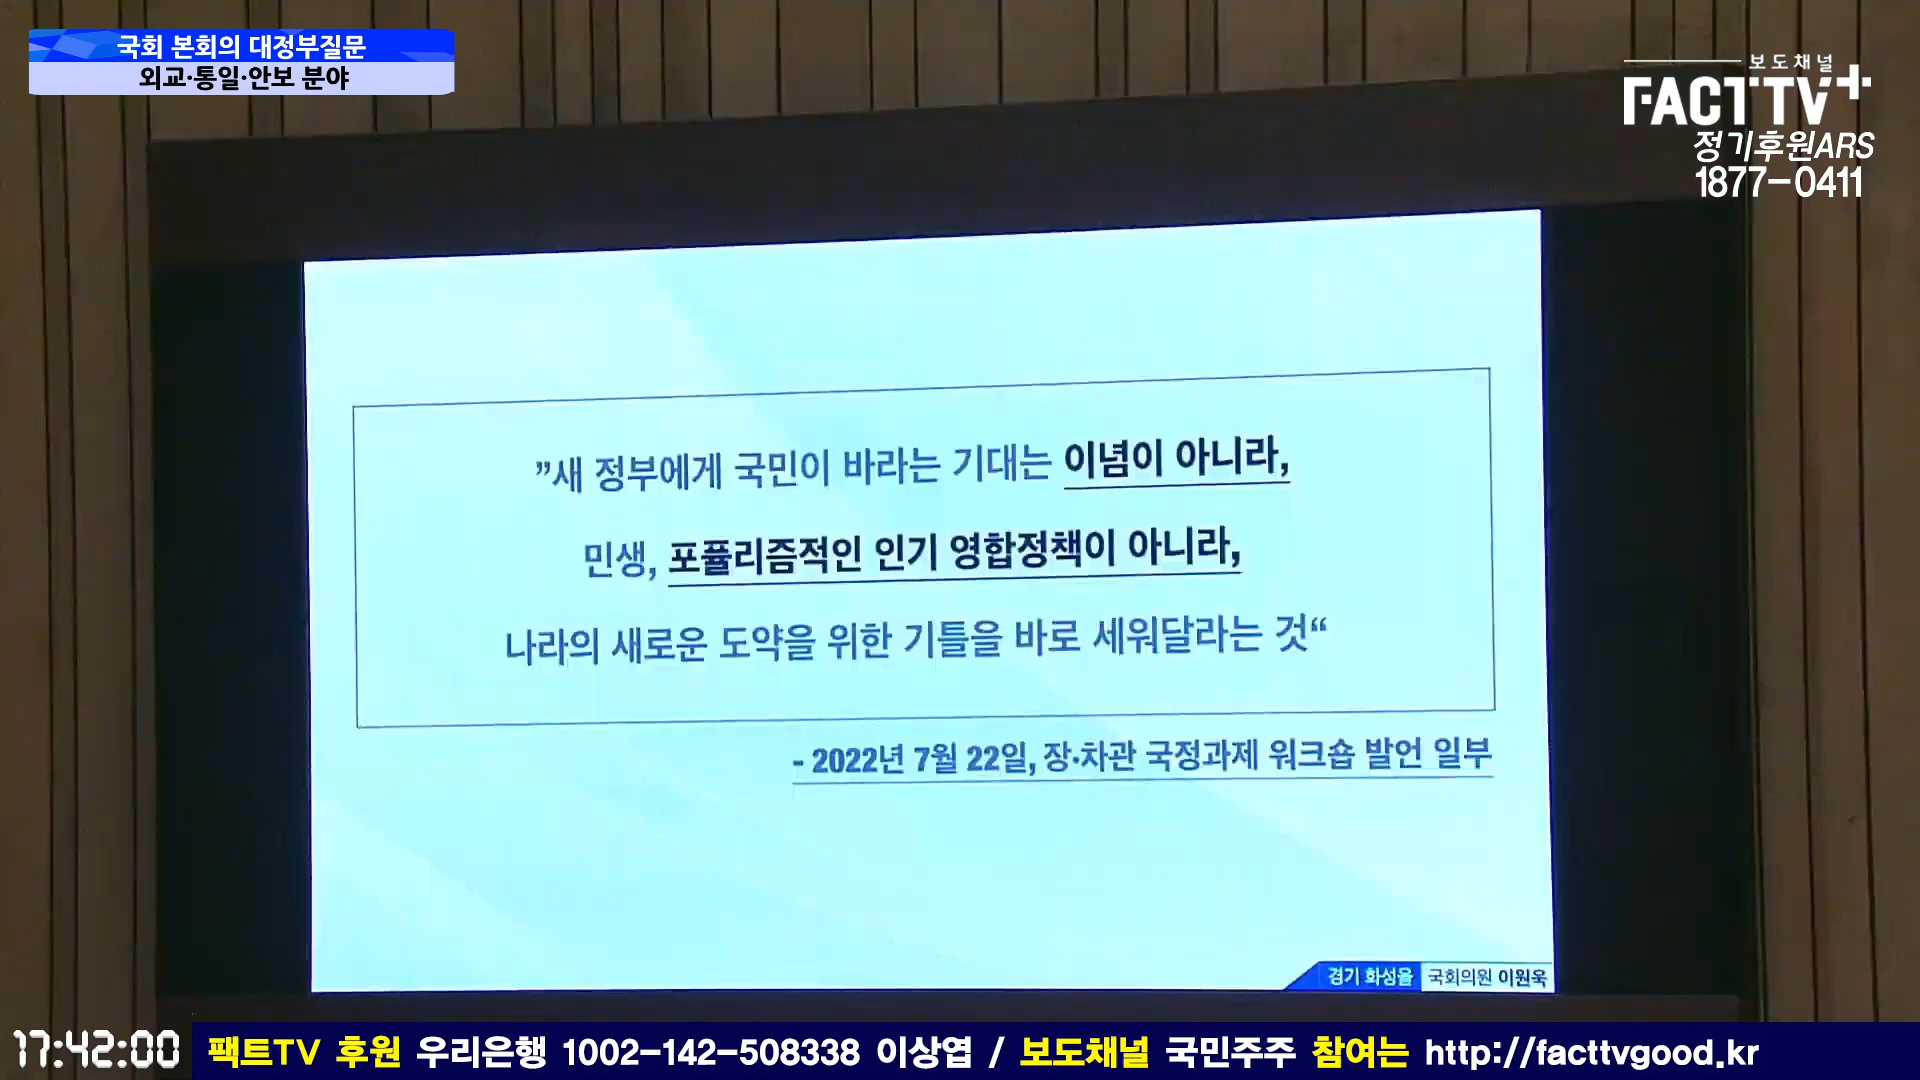 국회 본회의 대정부질문
외교·통일·안보 분야
보도채널
FACTTV+
정기후원ARS
1877-0411
"새 정부에게 국민이 바라는 기대는 이념이 아니라,
민생, 포퓰리즘적인 인기 영합정책이 아니라,
나라의 새로운 도약을 위한 기틀을 바로 세워달라는 것"
- 2022년 7월 22일, 장·차관 국정과제 워크숍 발언 일부
경기 화성을 국회의원 이원욱
17:42:00 팩트TV 후원 우리은행 1002-142-508338 이상엽 / 보도채널 국민주주 참여는 http://facttvgood.kr